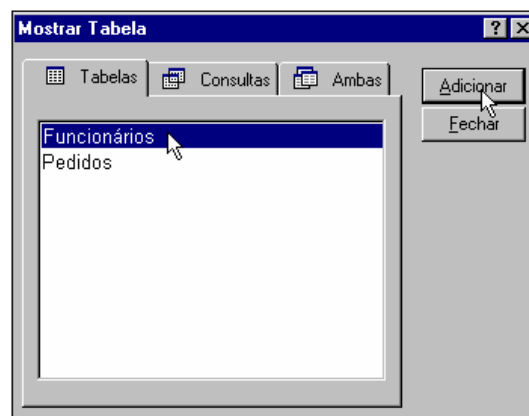 Mostrar Tabela
Tabelas Consultas Ambas
Adicionar
Fechar
Funcionários
Pedidos